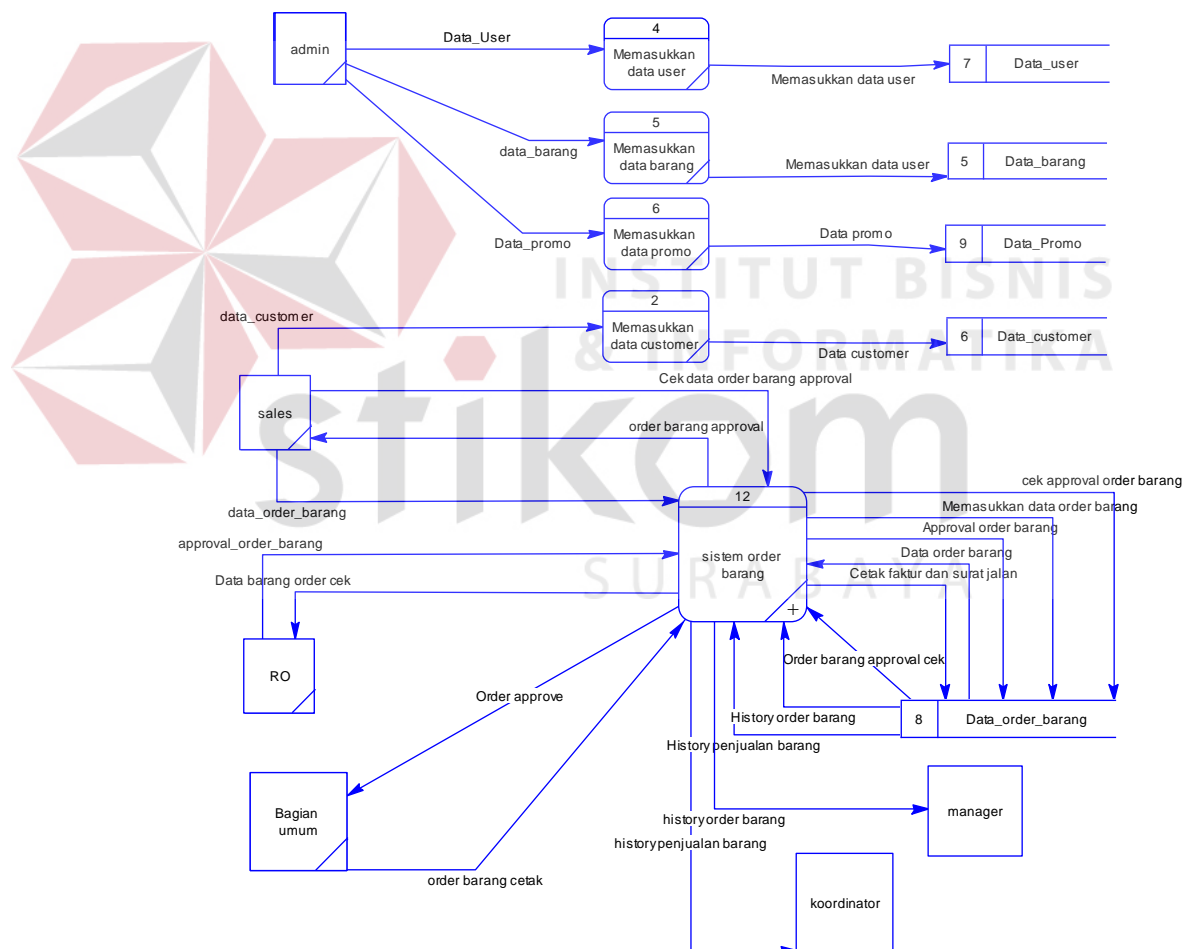 admin
Data_User
4
Memasukkan
data user
Memasukkan data user
7
Data_user
data_barang
5
Memasukkan
data barang
Memasukkan data user
5
Data_barang
Data_promo
6
Memasukkan
data promo
Data promo
9
Data_Promo
INSTITUT BISNIS
& INFORMATIKA
stikom
SURABAYA
data_customer
2
Memasukkan
data customer
Data customer
6
Data_customer
sales
Cek data order barang approval
order barang approval
data_order_barang
12
sistem order
barang
cek approval order barang
Memasukkan data order barang
Approval order barang
Data order barang
Cetak faktur dan surat jalan
approval_order_barang
Data barang order cek
RO
Order barang approval cek
Order approve
History order barang
8
Data_order_barang
History penjualan barang
Bagian
umum
order barang cetak
history order barang
history penjualan barang
manager
koordinator